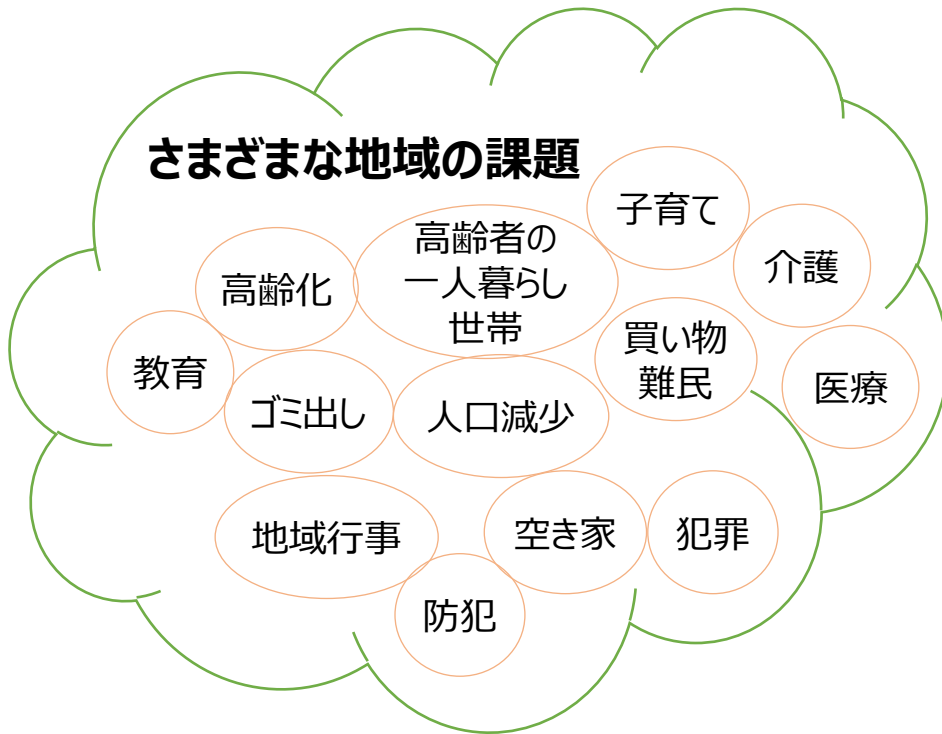 さまざまな地域の課題
子育て
高齢者の
一人暮らし
世帯
介護
高齢化
買い物
難民
教育
医療
ゴミ出し
人口減少
地域行事
空き家
犯罪
防犯